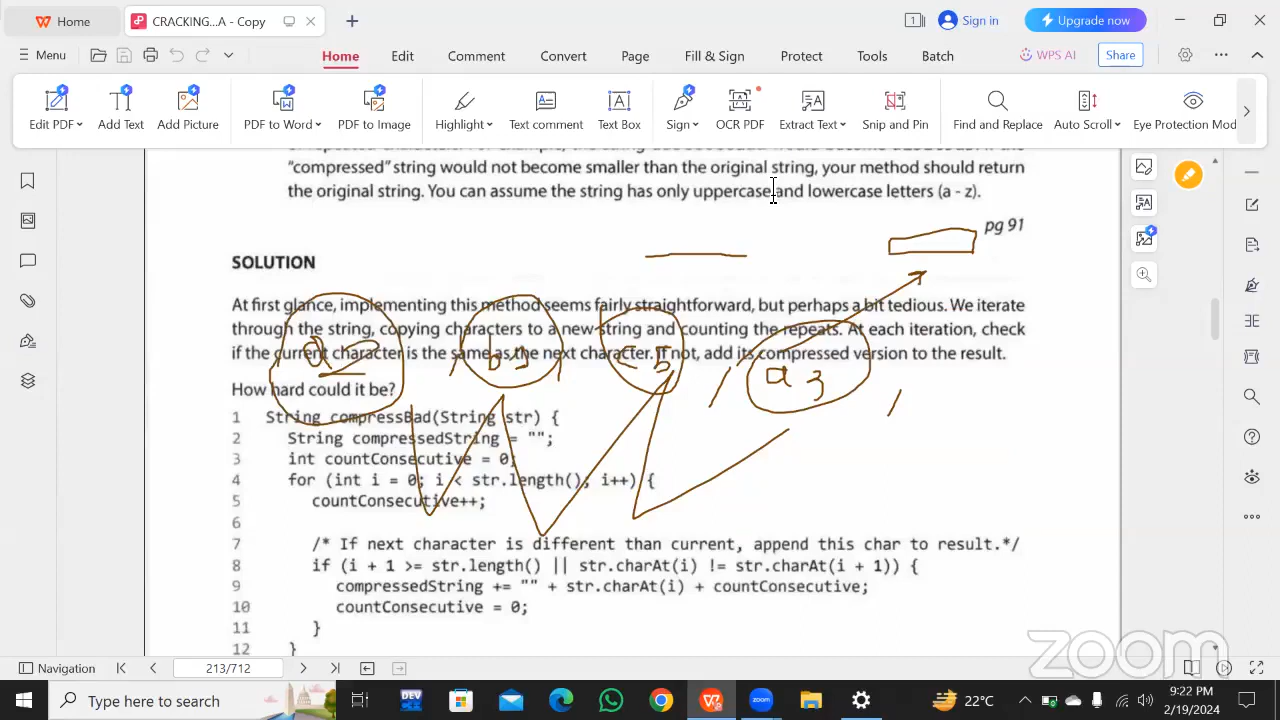 Home
CRACKING...A - Copy
Sign in
Upgrade now
Menu
Home
Edit
Comment
Convert
Page
Fill & Sign
Protect
Tools
Batch
WPS AI
Share
Edit PDF
Add Text
Add Picture
PDF to Word
PDF to Image
Highlight
Text comment
Text Box
Sign
OCR PDF
Extract Text
Snip and Pin
Find and Replace
Auto Scroll
Eye Protection Mod
"compressed" string would not become smaller than the original string, your method should return
the original string. You can assume the string has only uppercase and lowercase letters (a - z).
pg 91
SOLUTION
At first glance, implementing this method seems fairly straightforward, but perhaps a bit tedious. We iterate
through the string, copying characters to a new string and counting the repeats. At each iteration, check
if the current character is the same as the next character. If not, add its compressed version to the result.
a 3
How hard could it be?
1 String compressBad(String str) {
2 String compressedString = "";
3 int countConsecutive = 0;
4 for (int i = 0; i < str.length(); i++) {
5 countConsecutive++;
6
7 /* If next character is different than current, append this char to result.*/
8 if (i + 1 >= str.length() || str.charAt(i) != str.charAt(i + 1)) {
9 compressedString += "" + str.charAt(i) + countConsecutive;
10 countConsecutive = 0;
11 }
12 }
zoom
Navigation
213/712
Type here to search
DEV
22°C
9:22 PM
2/19/2024